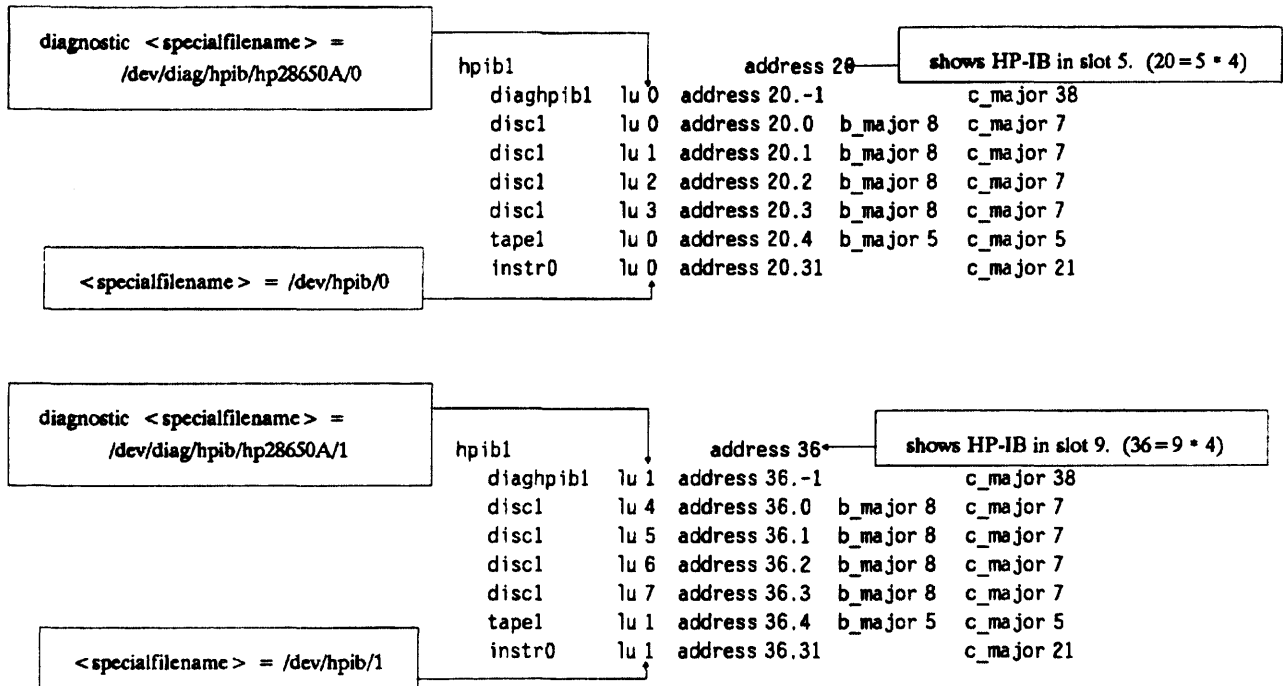 diagnostic <specialfilename> =
/dev/diag/hpib/hp28650A/0
hpib1 address 20
shows HP-IB in slot 5. (20=5 * 4)
diaghpib1 lu 0 address 20.-1 c_major 38
disc1 lu 0 address 20.0 b_major 8 c_major 7
disc1 lu 1 address 20.1 b_major 8 c_major 7
disc1 lu 2 address 20.2 b_major 8 c_major 7
disc1 lu 3 address 20.3 b_major 8 c_major 7
tape1 lu 0 address 20.4 b_major 5 c_major 5
instr0 lu 0 address 20.31 c_major 21
<specialfilename> = /dev/hpib/0
diagnostic <specialfilename> =
/dev/diag/hpib/hp28650A/1
hpib1 address 36
shows HP-IB in slot 9. (36=9 * 4)
diaghpib1 lu 1 address 36.-1 c_major 38
disc1 lu 4 address 36.0 b_major 8 c_major 7
disc1 lu 5 address 36.1 b_major 8 c_major 7
disc1 lu 6 address 36.2 b_major 8 c_major 7
disc1 lu 7 address 36.3 b_major 8 c_major 7
tape1 lu 1 address 36.4 b_major 5 c_major 5
instr0 lu 1 address 36.31 c_major 21
<specialfilename> = /dev/hpib/1